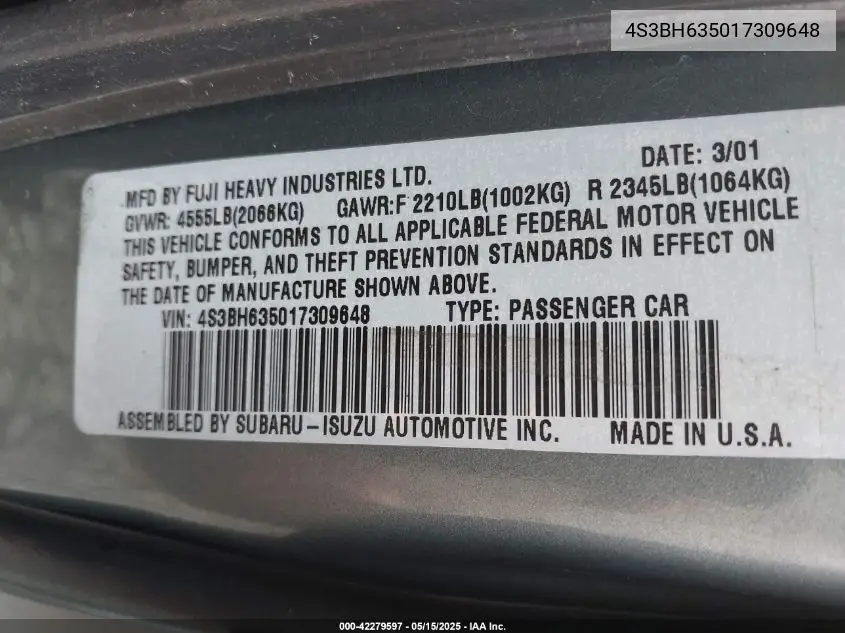 4S3BH635017309648
DATE: 3/01
MFD BY FUJI HEAVY INDUSTRIES LTD.
GVWR: 4555LB(2066KG) GAWR:F 2210LB(1002KG) R 2345LB(1064KG)
THIS VEHICLE CONFORMS TO ALL APPLICABLE FEDERAL MOTOR VEHICLE
SAFETY, BUMPER, AND THEFT PREVENTION STANDARDS IN EFFECT ON
THE DATE OF MANUFACTURE SHOWN ABOVE.
VIN: 4S3BH635017309648 TYPE: PASSENGER CAR
ASSEMBLED BY SUBARU-ISUZU AUTOMOTIVE INC. MADE IN U.S.A.
000-42279597 - 05/15/2025 - IAA Inc.